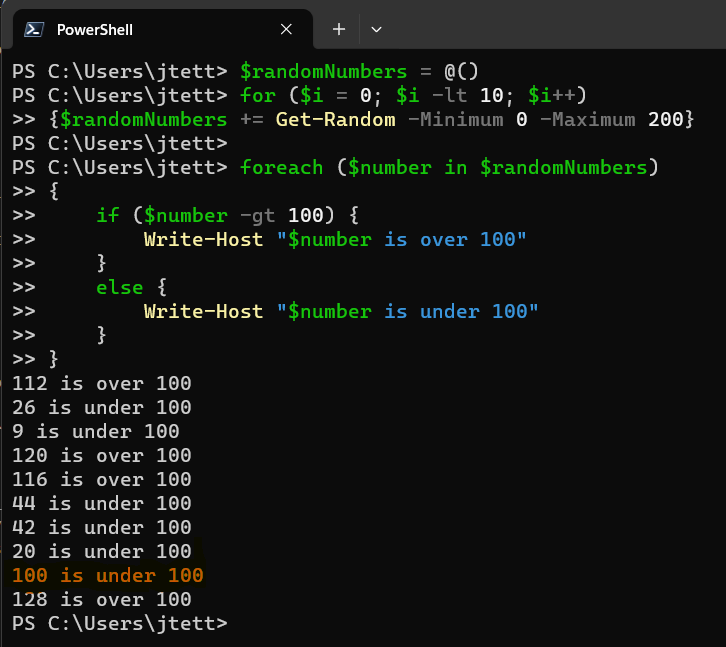 PowerShell
PS C:\Users\jtett> $randomNumbers = @()
PS C:\Users\jtett> for ($i = 0; $i -lt 10; $i++)
>> {$randomNumbers += Get-Random -Minimum 0 -Maximum 200}
PS C:\Users\jtett>
PS C:\Users\jtett> foreach ($number in $randomNumbers)
>> {
>>     if ($number -gt 100) {
>>         Write-Host "$number is over 100"
>>     }
>>     else {
>>         Write-Host "$number is under 100"
>>     }
>> }
112 is over 100
26 is under 100
9 is under 100
120 is over 100
116 is over 100
44 is under 100
42 is under 100
20 is under 100
100 is under 100
128 is over 100
PS C:\Users\jtett>